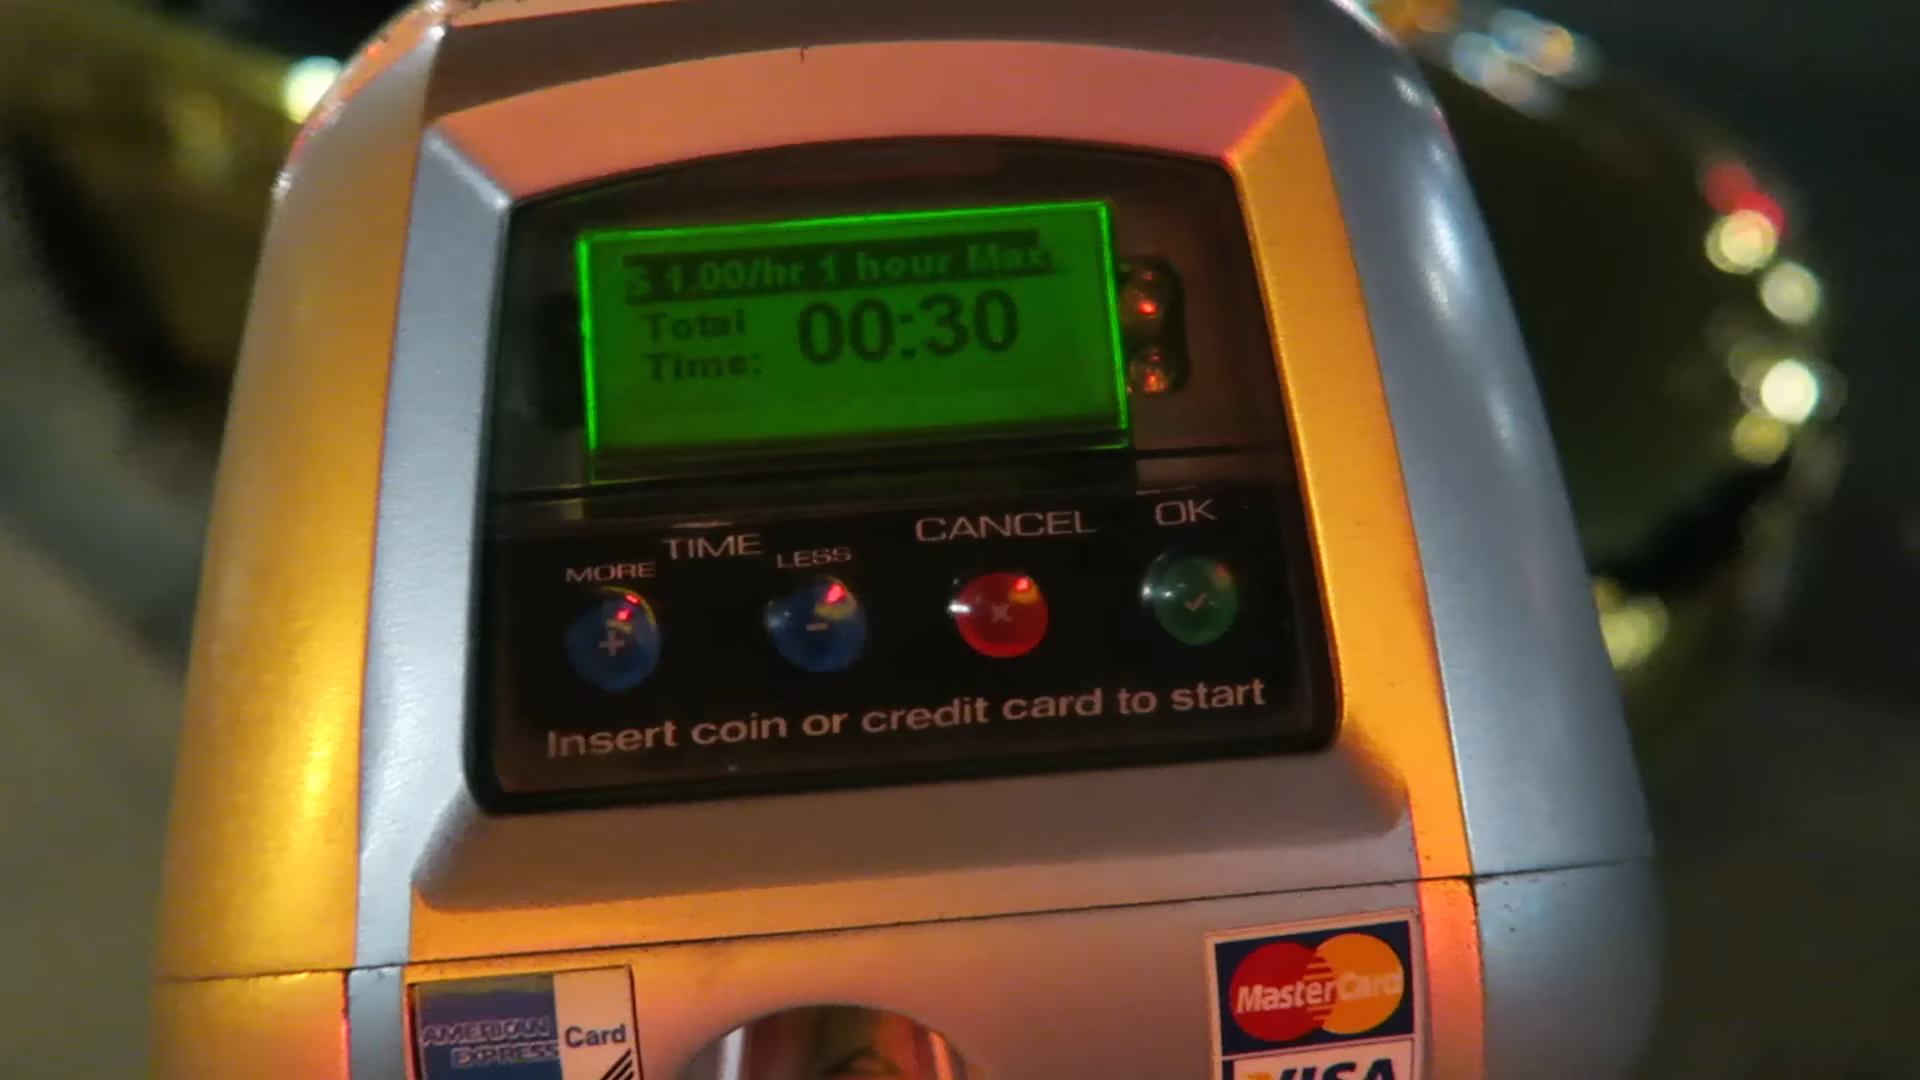 $ 1.00/hr 1 hour Max
Total
Time: 00:30
MORE TIME LESS CANCEL OK
Insert coin or credit card to start
AMERICAN
EXPRESS
Card
MasterCard
VISA